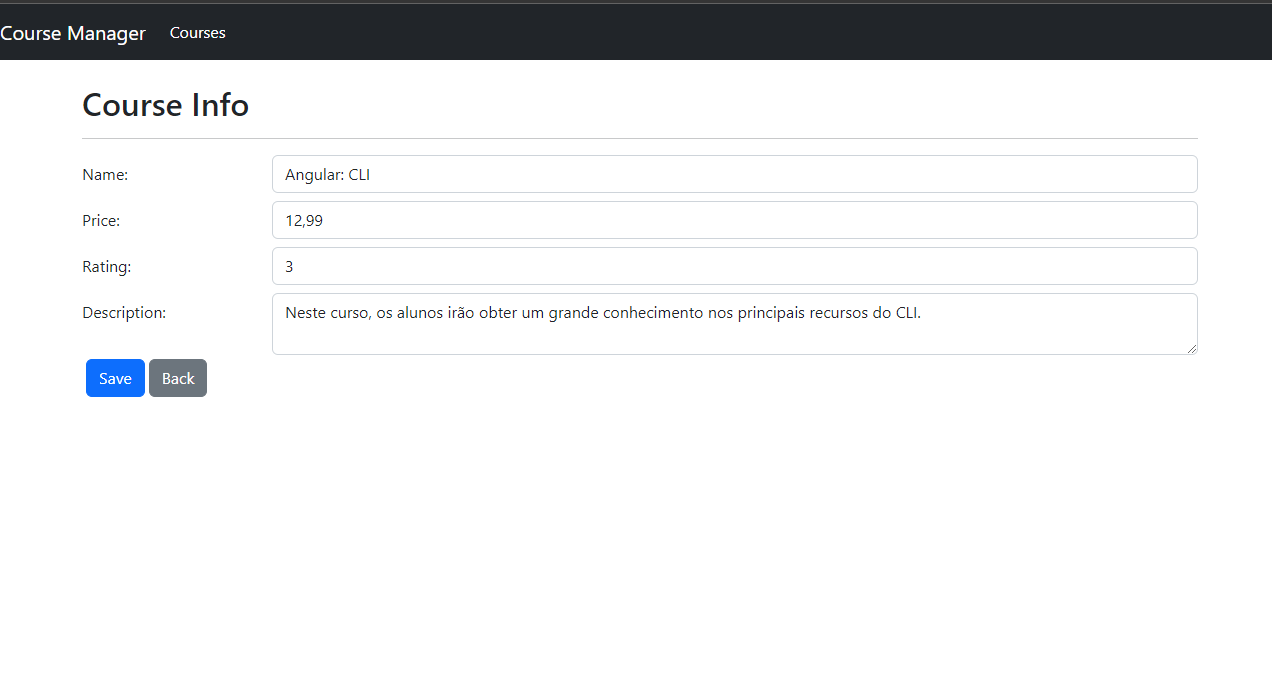 Course Manager Courses
Course Info
Name: Angular: CLI
Price: 12,99
Rating: 3
Description: Neste curso, os alunos irão obter um grande conhecimento nos principais recursos do CLI.
Save Back